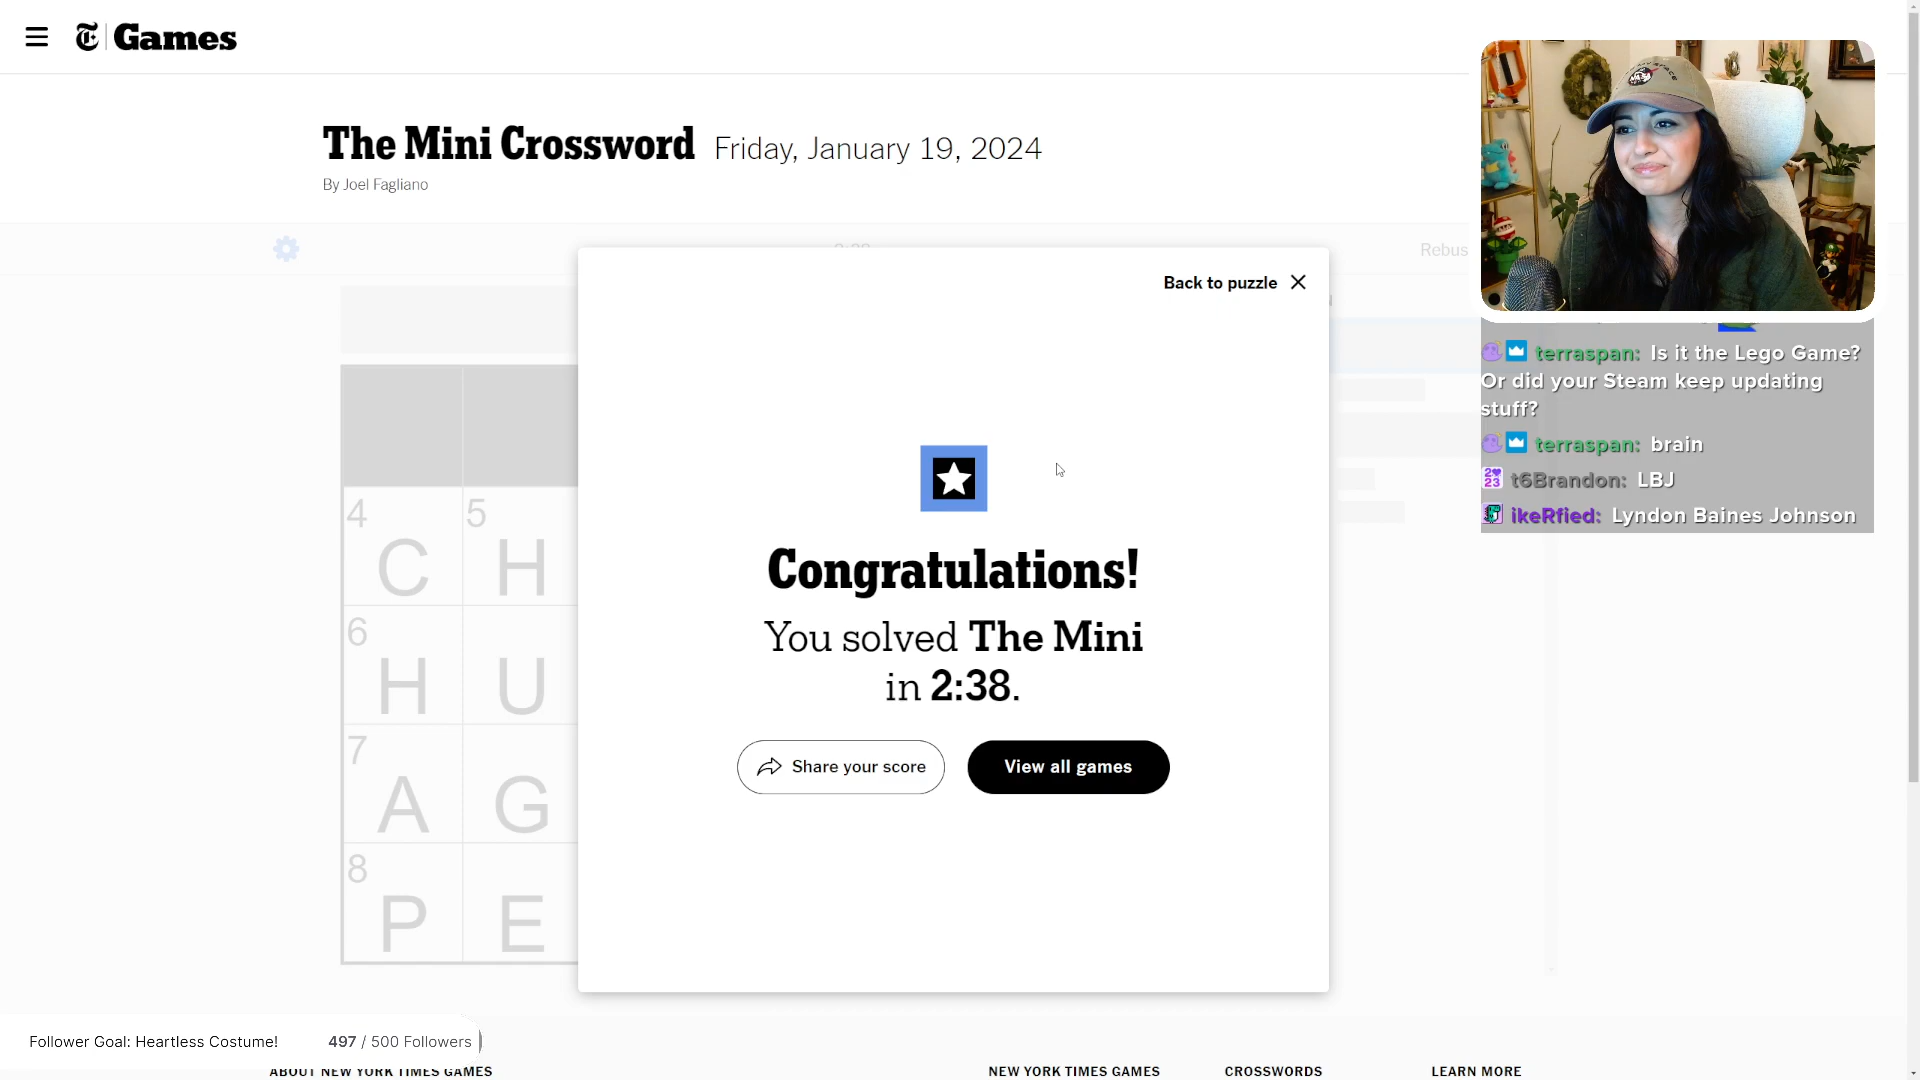 Games
The Mini Crossword Friday, January 19, 2024
By Joel Fagliano
Rebus
Back to puzzle
4 5
C H
6
H U
7
A G
8
P E
Congratulations!
You solved The Mini
in 2:38.
Share your score
View all games
terraspan: Is it the Lego Game?
Or did your Steam keep updating
stuff?
terraspan: brain
t6Brandon: LBJ
ikeRfied: Lyndon Baines Johnson
Follower Goal: Heartless Costume! 497 / 500 Followers
ABOUT NEW YORK TIMES GAMES
NEW YORK TIMES GAMES
CROSSWORDS
LEARN MORE